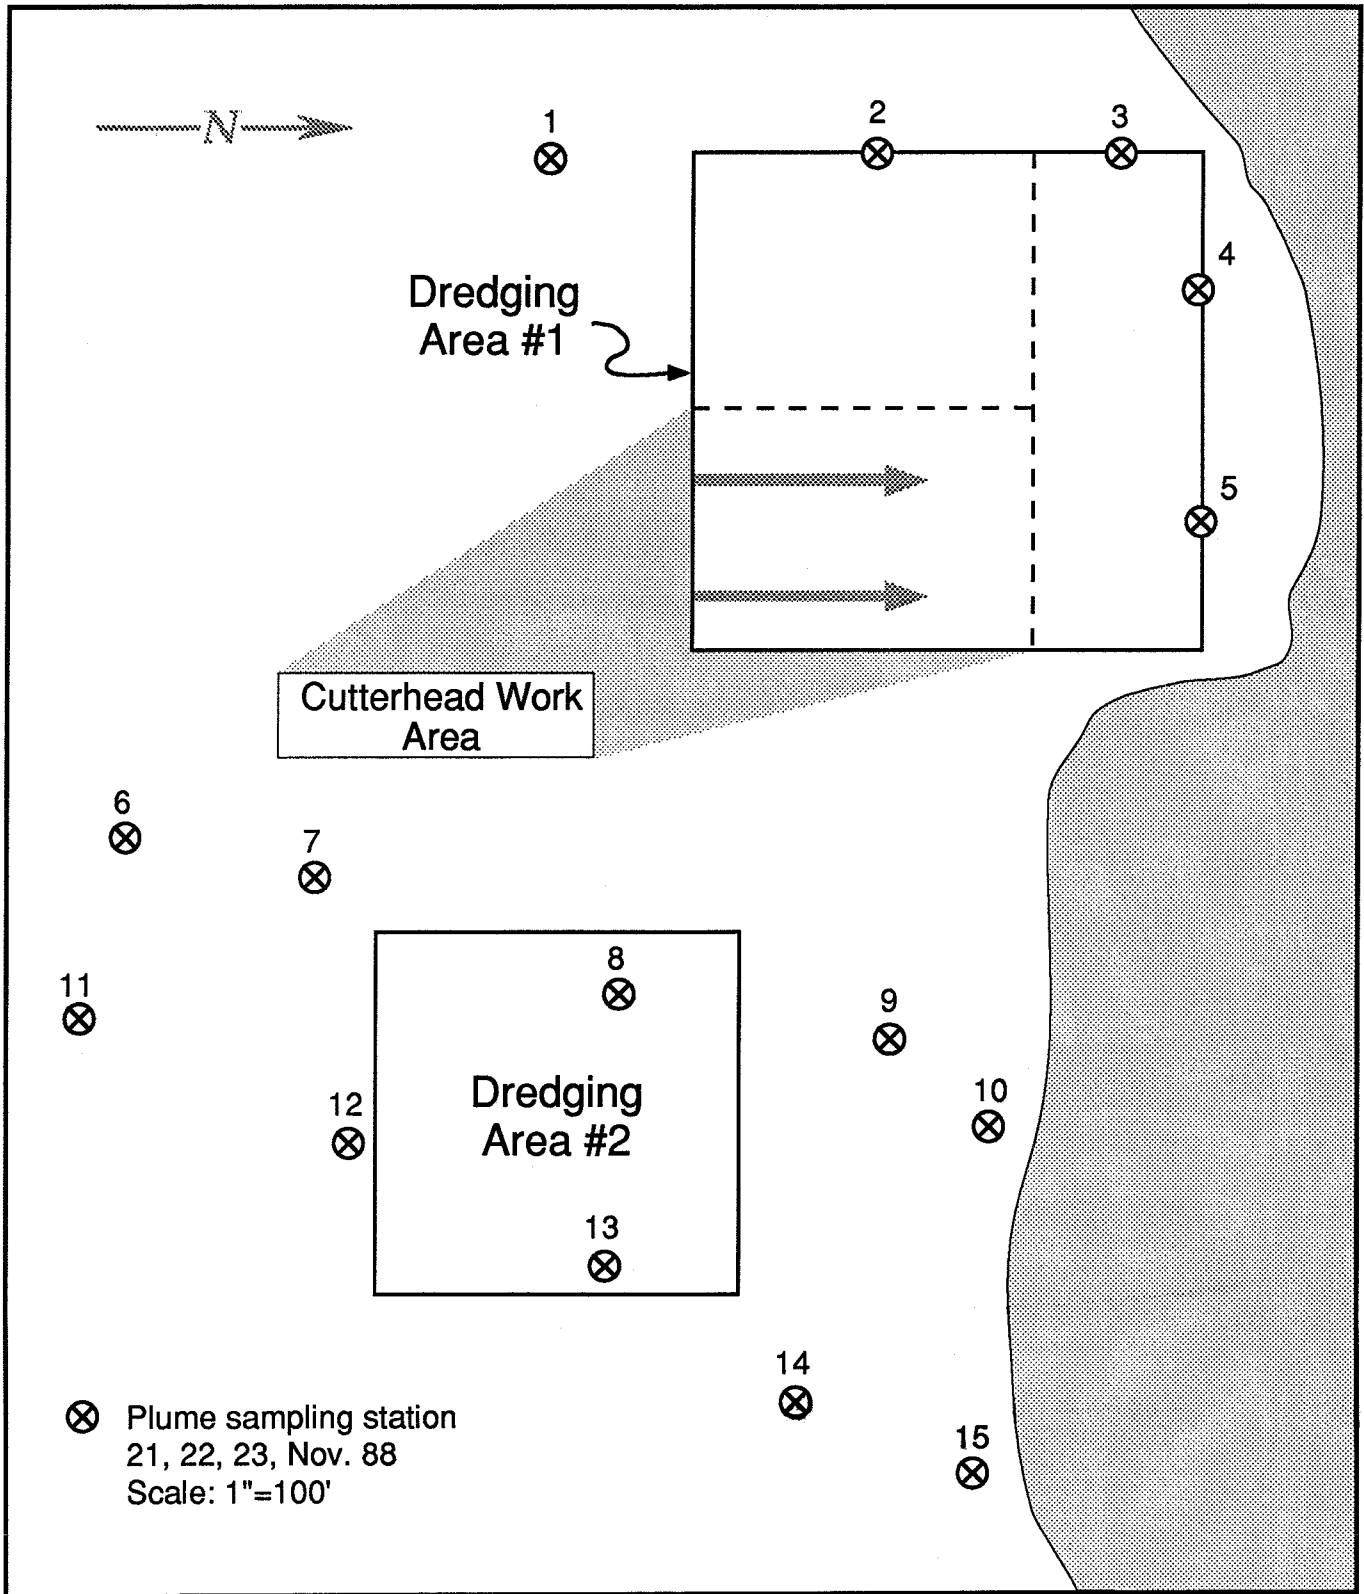 N
1
2
3
4
Dredging
Area #1
5
Cutterhead Work
Area
6
7
8
11
9
Dredging
Area #2
10
12
13
14
15
Plume sampling station
21, 22, 23, Nov. 88
Scale: 1"=100'